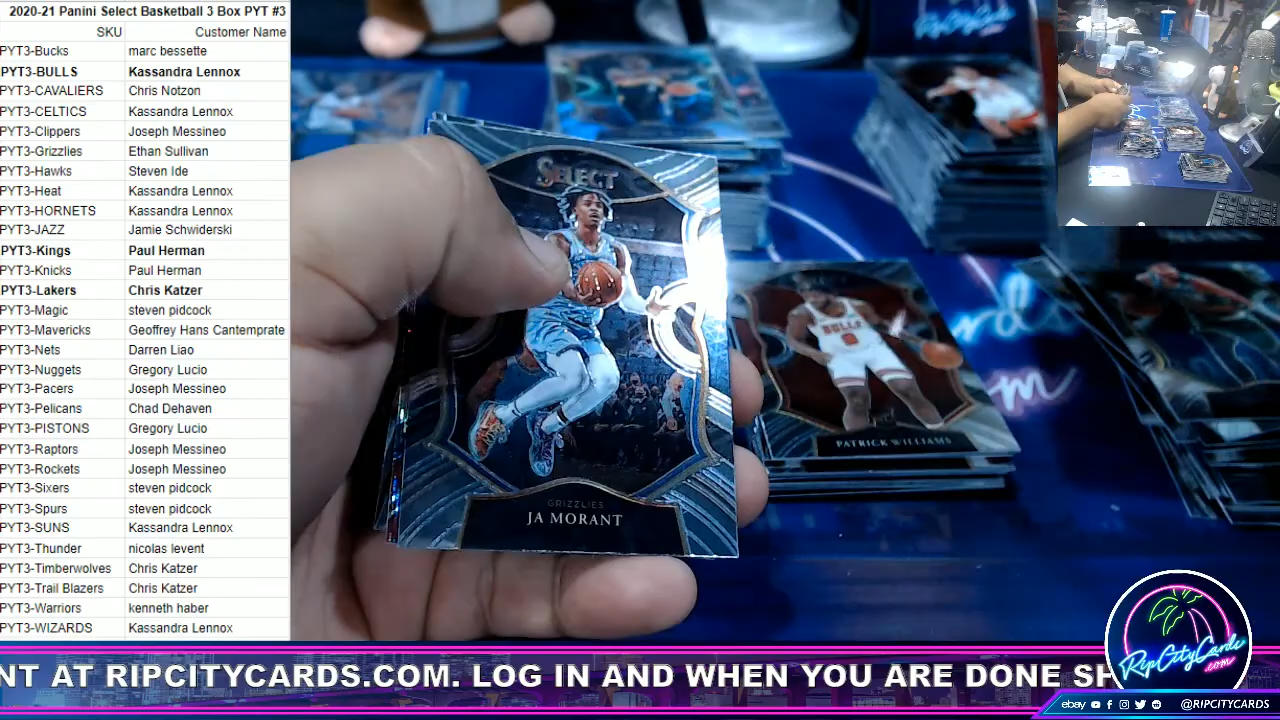 2020-21 Panini Select Basketball 3 Box PYT #3
SKU Customer Name
PYT3-Bucks marc bessette
PYT3-BULLS Kassandra Lennox
PYT3-CAVALIERS Chris Notzon
PYT3-CELTICS Kassandra Lennox
PYT3-Clippers Joseph Messineo
PYT3-Grizzlies Ethan Sullivan
PYT3-Hawks Steven Ide
PYT3-Heat Kassandra Lennox
PYT3-HORNETS Kassandra Lennox
PYT3-JAZZ Jamie Schwiderski
PYT3-Kings Paul Herman
PYT3-Knicks Paul Herman
PYT3-Lakers Chris Katzer
PYT3-Magic steven pidcock
PYT3-Mavericks Geoffrey Hans Cantemprate
PYT3-Nets Darren Liao
PYT3-Nuggets Gregory Lucio
PYT3-Pacers Joseph Messineo
PYT3-Pelicans Chad Dehaven
PYT3-PISTONS Gregory Lucio
PYT3-Raptors Joseph Messineo
PYT3-Rockets Joseph Messineo
PYT3-Sixers steven pidcock
PYT3-Spurs steven pidcock
PYT3-SUNS Kassandra Lennox
PYT3-Thunder nicolas levent
PYT3-Timberwolves Chris Katzer
PYT3-Trail Blazers Chris Katzer
PYT3-Warriors kenneth haber
PYT3-WIZARDS Kassandra Lennox
SELECT
GRIZZLIES
JA MORANT
BULLS
PATRICK WILLIAMS
rds
m
NT AT RIPCITYCARDS.COM. LOG IN AND WHEN YOU ARE DONE SH
RipCityCards
.com
ebay @RIPCITYCARDS